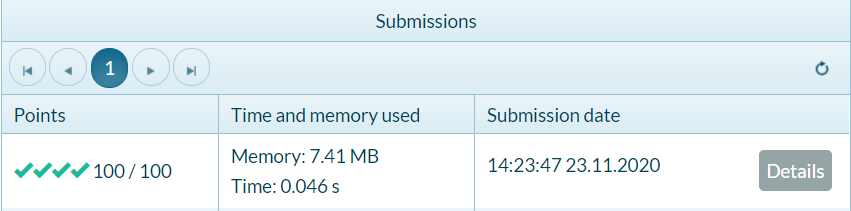 Submissions
1
Points Time and memory used Submission date
100 / 100 Memory: 7.41 MB 14:23:47 23.11.2020 Details
Time: 0.046 s